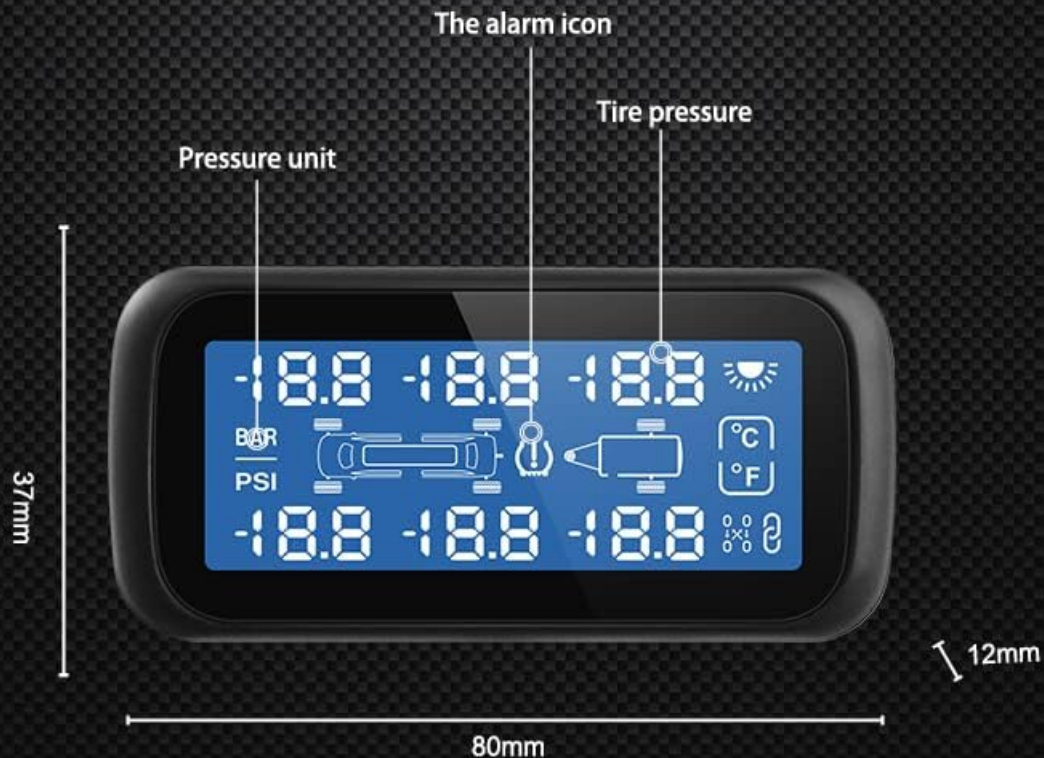 The alarm icon
Tire pressure
Pressure unit
-18.8 -18.8 -18.8
BAR
PSI
°C
°F
-18.8 -18.8 -18.8
37mm
12mm
80mm